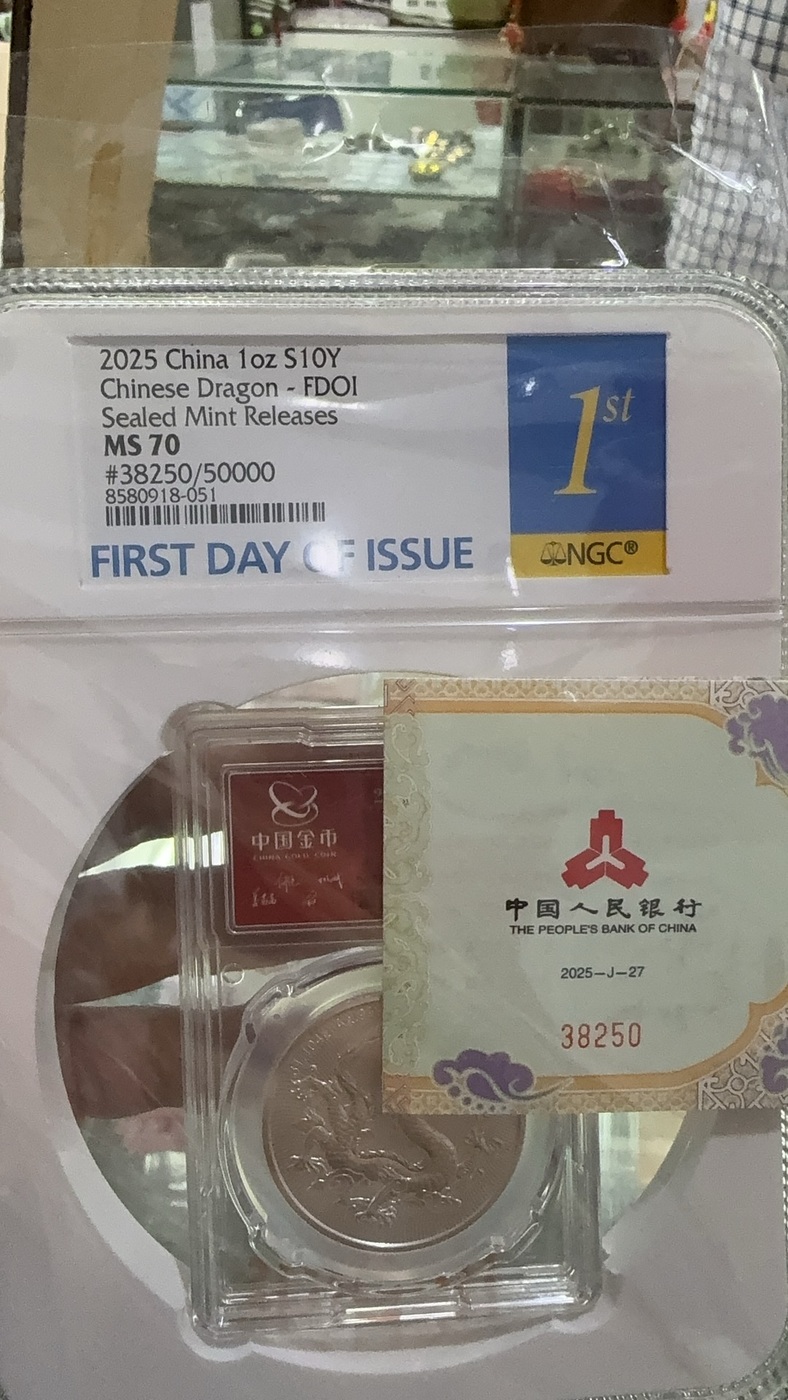 2025 China 1oz S10Y
Chinese Dragon - FDOI
Sealed Mint Releases
MS 70
#38250/50000
8580918-051
FIRST DAY OF ISSUE
1st
NGC®
中国金币
CHINA GOLD COIN
中国人民银行
THE PEOPLE'S BANK OF CHINA
2025-J-27
38250